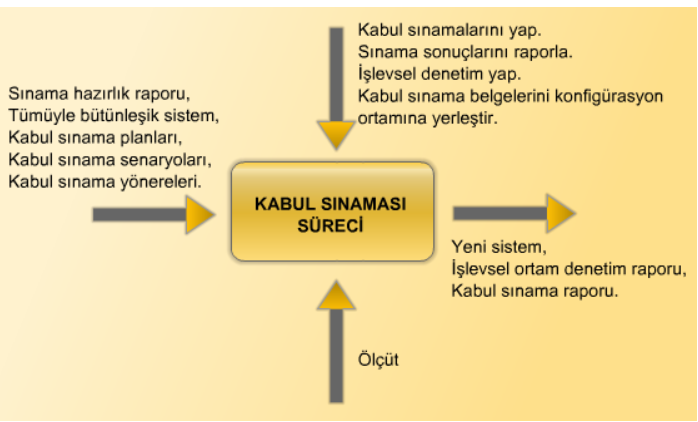 Kabul sınamalarını yap.
Sınama sonuçlarını raporla.
İşlevsel denetim yap.
Kabul sınama belgelerini konfigürasyon
ortamına yerleştir.
Sınama hazırlık raporu,
Tümüyle bütünleşik sistem,
Kabul sınama planları,
Kabul sınama senaryoları,
Kabul sınama yönereleri.
KABUL SINAMASI
SÜRECİ
Yeni sistem,
İşlevsel ortam denetim raporu,
Kabul sınama raporu.
Ölçüt